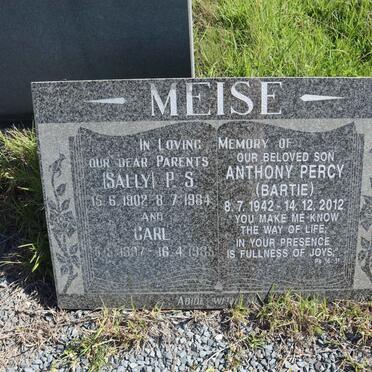 MEISE
IN LOVING MEMORY OF
OUR DEAR PARENTS
(SALLY) P. S.
15.6.1902 - 8.7.1984
AND
CARL
OUR BELOVED SON
ANTHONY PERCY
(BARTIE)
8.7.1942 - 14.12.2012
YOU MAKE ME KNOW
THE WAY OF LIFE;
IN YOUR PRESENCE
IS FULLNESS OF JOYS;
ABIDE